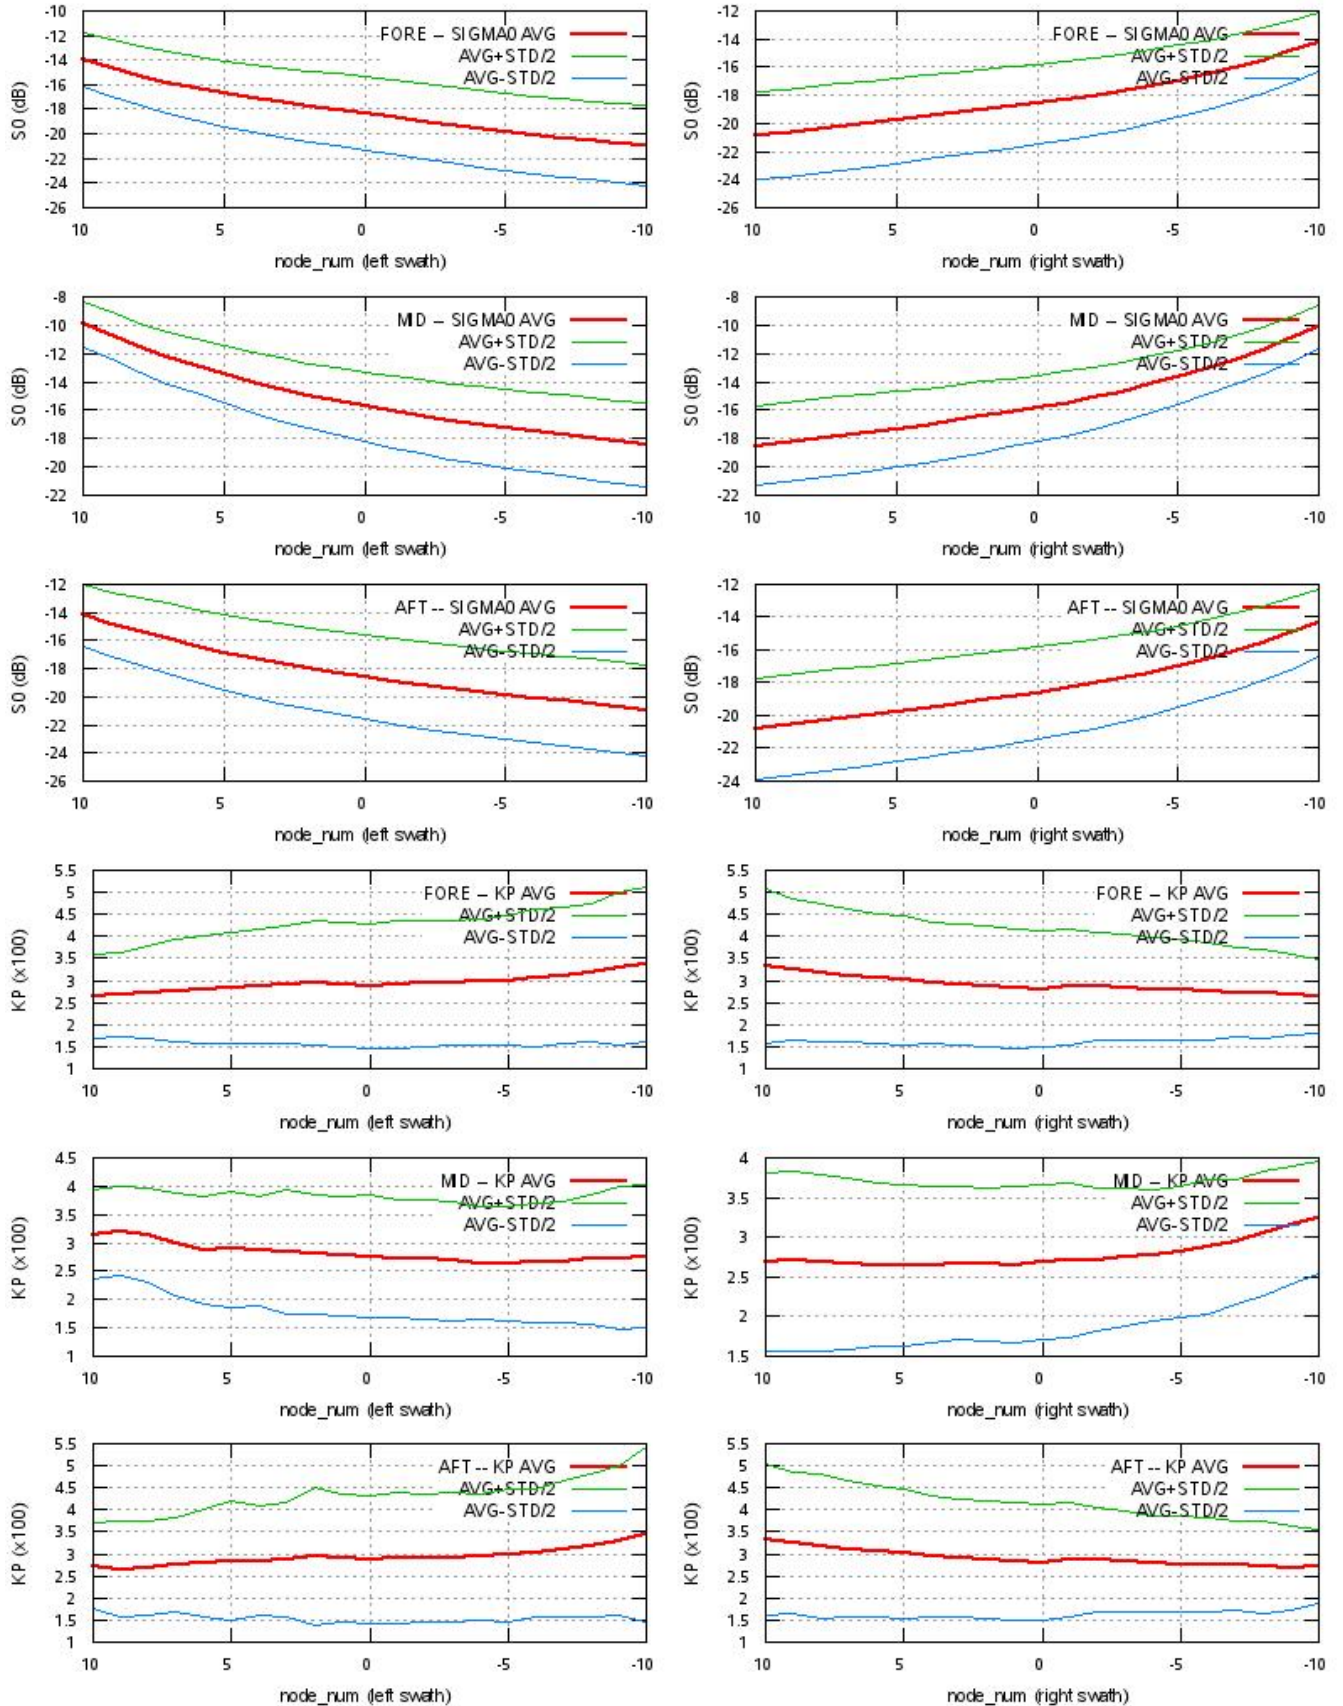 -10
-12
-14
-16
-18
-20
-22
-24
-26
S0 (dB)
FORE -- SIGMA0 AVG
AVG+STD/2
AVG-STD/2
10 5 0 -5 -10
node_num (left swath)
-12
-14
-16
-18
-20
-22
-24
-26
S0 (dB)
FORE -- SIGMA0 AVG
AVG+STD/2
AVG-STD/2
10 5 0 -5 -10
node_num (right swath)
-8
-10
-12
-14
-16
-18
-20
-22
S0 (dB)
MID -- SIGMA0 AVG
AVG+STD/2
AVG-STD/2
10 5 0 -5 -10
node_num (left swath)
-8
-10
-12
-14
-16
-18
-20
-22
S0 (dB)
MID -- SIGMA0 AVG
AVG+STD/2
AVG-STD/2
10 5 0 -5 -10
node_num (right swath)
-12
-14
-16
-18
-20
-22
-24
-26
S0 (dB)
AFT -- SIGMA0 AVG
AVG+STD/2
AVG-STD/2
10 5 0 -5 -10
node_num (left swath)
-12
-14
-16
-18
-20
-22
-24
S0 (dB)
AFT -- SIGMA0 AVG
AVG+STD/2
AVG-STD/2
10 5 0 -5 -10
node_num (right swath)
5.5
5
4.5
4
3.5
3
2.5
2
1.5
1
KP (x100)
FORE -- KP AVG
AVG+STD/2
AVG-STD/2
10 5 0 -5 -10
node_num (left swath)
5.5
5
4.5
4
3.5
3
2.5
2
1.5
1
KP (x100)
FORE -- KP AVG
AVG+STD/2
AVG-STD/2
10 5 0 -5 -10
node_num (right swath)
4.5
4
3.5
3
2.5
2
1.5
1
KP (x100)
MID -- KP AVG
AVG+STD/2
AVG-STD/2
10 5 0 -5 -10
node_num (left swath)
4
3.5
3
2.5
2
1.5
KP (x100)
MID -- KP AVG
AVG+STD/2
AVG-STD/2
10 5 0 -5 -10
node_num (right swath)
5.5
5
4.5
4
3.5
3
2.5
2
1.5
1
KP (x100)
AFT -- KP AVG
AVG+STD/2
AVG-STD/2
10 5 0 -5 -10
node_num (left swath)
5.5
5
4.5
4
3.5
3
2.5
2
1.5
1
KP (x100)
AFT -- KP AVG
AVG+STD/2
AVG-STD/2
10 5 0 -5 -10
node_num (right swath)